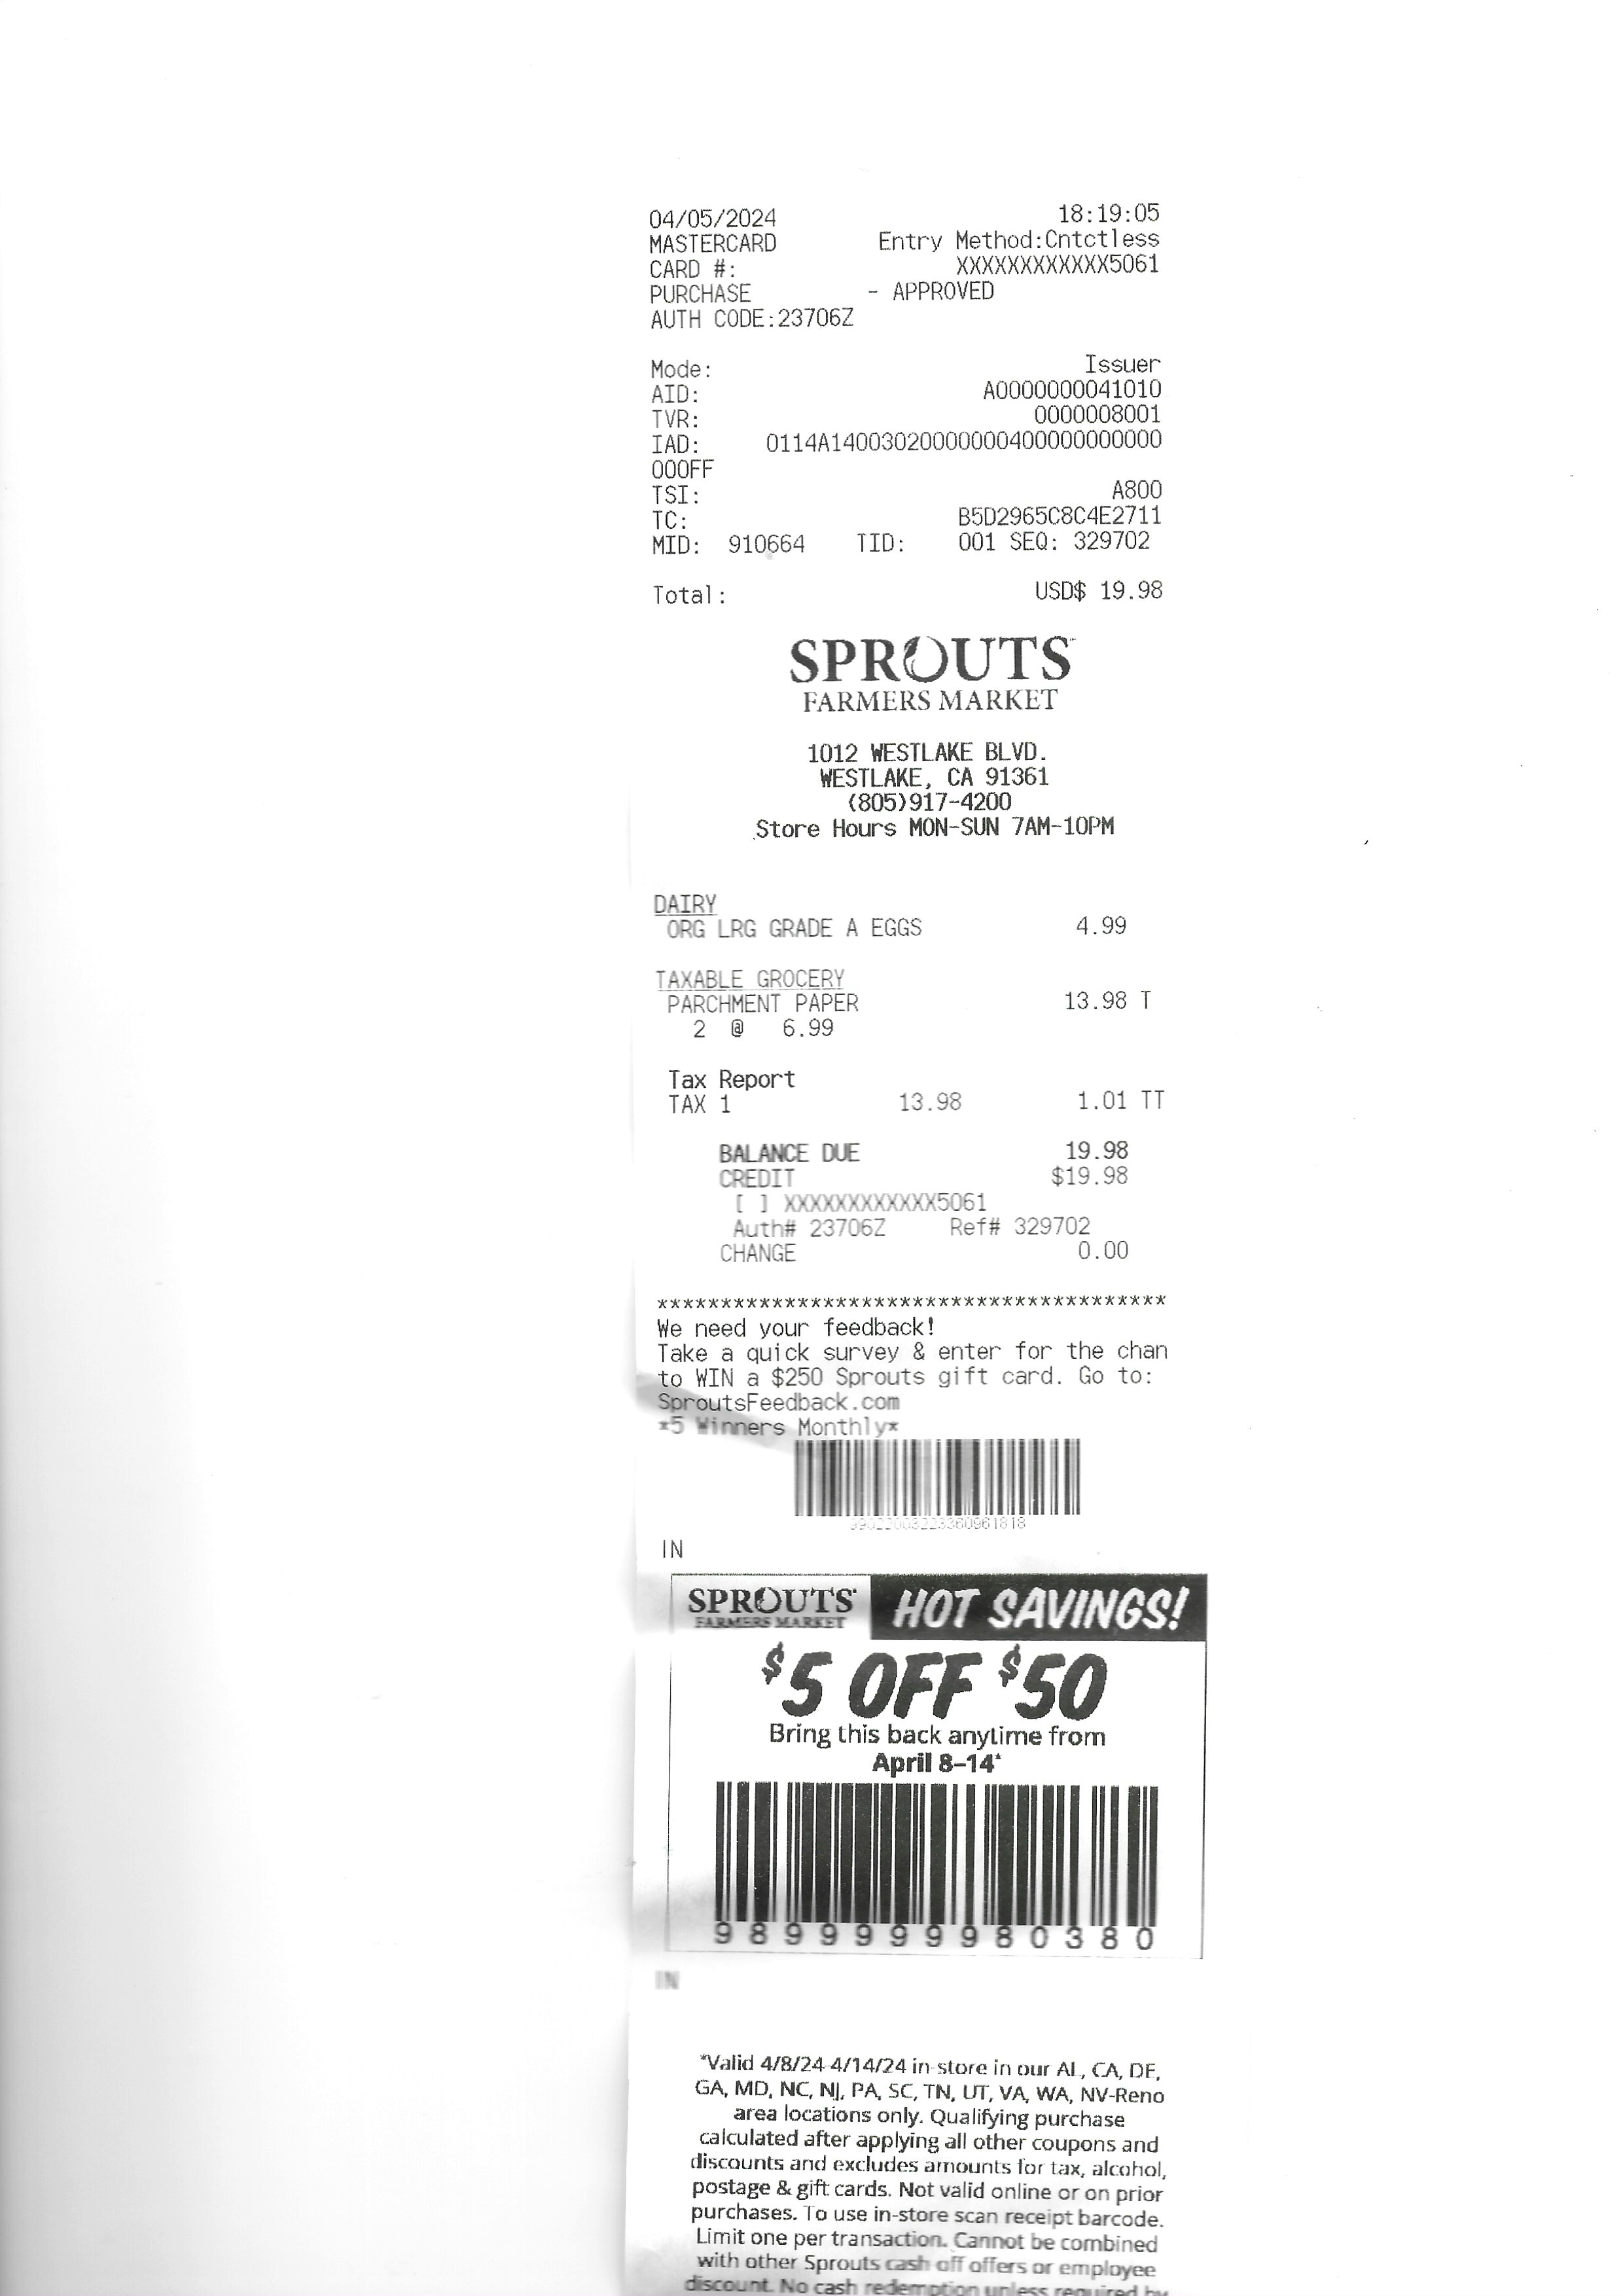 04/05/2024 18:19:05
MASTERCARD Entry Method:Cntctless
CARD #: XXXXXXXXXXXX5061
PURCHASE - APPROVED
AUTH CODE:23706Z
Mode: Issuer
AID: A0000000041010
TVR: 0000008001
IAD: 0114A14003020000000400000000000
000FF
TSI: A800
TC: B5D2965C8C4E2711
MID: 910664 TID: 001 SEQ: 329702
Total: USD$ 19.98
SPROUTS
FARMERS MARKET
1012 WESTLAKE BLVD.
WESTLAKE, CA 91361
(805)917-4200
Store Hours MON-SUN 7AM-10PM
DAIRY
ORG LRG GRADE A EGGS 4.99
TAXABLE GROCERY
PARCHMENT PAPER 13.98 T
2 @ 6.99
Tax Report
TAX 1 13.98 1.01 TT
BALANCE DUE 19.98
CREDIT $19.98
[ ] XXXXXXXXXXXX5061
Auth# 23706Z Ref# 329702
CHANGE 0.00
****************************************
We need your feedback!
Take a quick survey & enter for the chan
to WIN a $250 Sprouts gift card. Go to:
SproutsFeedback.com
*5 Winners Monthly*
IN
SPROUTS FARMERS MARKET HOT SAVINGS!
$5 OFF $50
Bring this back anytime from
April 8-14*
989999980380
IN
*Valid 4/8/24-4/14/24 in-store in our AL, CA, DE,
GA, MD, NC, NJ, PA, SC, TN, UT, VA, WA, NV-Reno
area locations only. Qualifying purchase
calculated after applying all other coupons and
discounts and excludes amounts for tax, alcohol,
postage & gift cards. Not valid online or on prior
purchases. To use in-store scan receipt barcode.
Limit one per transaction. Cannot be combined
with other Sprouts cash off offers or employee
discount. No cash redemption unless required by